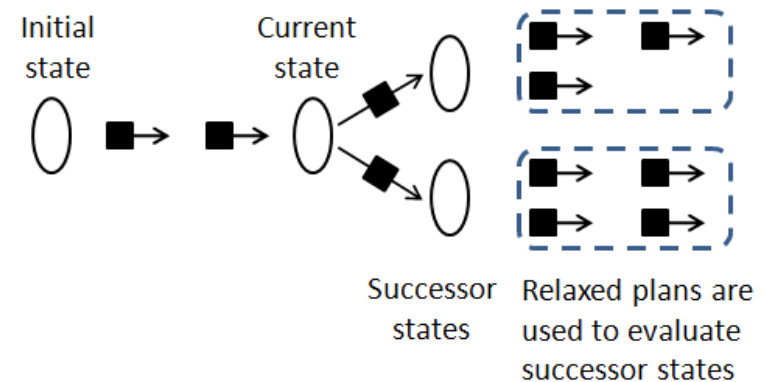 Initial
state
Current
state
Successor
states
Relaxed plans are
used to evaluate
successor states